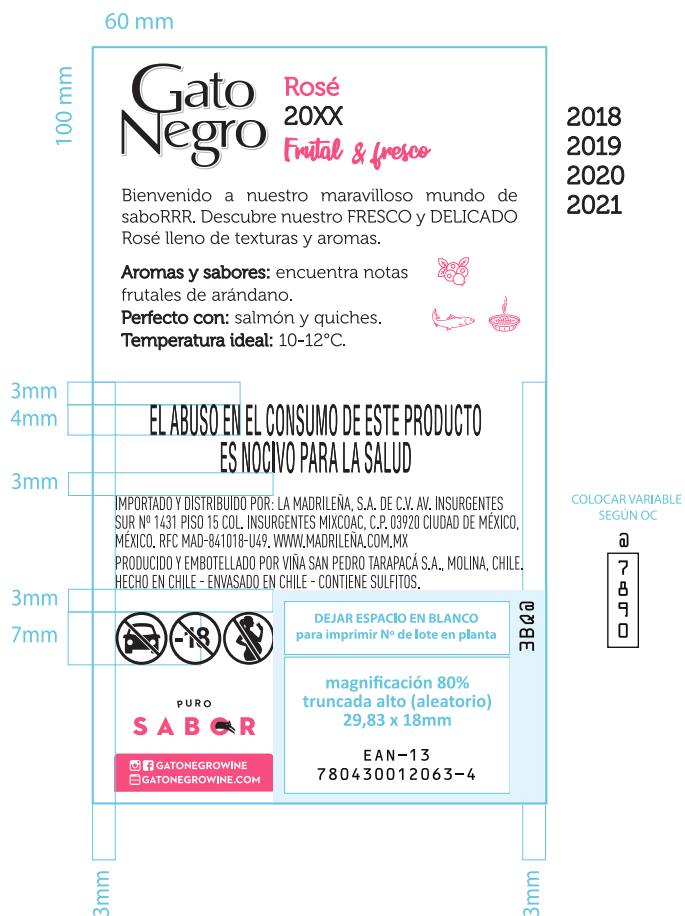 60 mm
100 mm
Gato
Negro
Rosé
20XX
Frutal & fresco
2018
2019
2020
2021
Bienvenido a nuestro maravilloso mundo de
saboRRR. Descubre nuestro FRESCO y DELICADO
Rosé lleno de texturas y aromas.
Aromas y sabores: encuentra notas
frutales de arándano.
Perfecto con: salmón y quiches.
Temperatura ideal: 10-12°C.
3mm
4mm
EL ABUSO EN EL CONSUMO DE ESTE PRODUCTO
ES NOCIVO PARA LA SALUD
3mm
IMPORTADO Y DISTRIBUIDO POR: LA MADRILEÑA, S.A. DE C.V. AV. INSURGENTES
SUR Nº 1431 PISO 15 COL. INSURGENTES MIXCOAC, C.P. 03920 CIUDAD DE MÉXICO,
MÉXICO. RFC MAD-841018-U49. WWW.MADRILEÑA.COM.MX
PRODUCIDO Y EMBOTELLADO POR VIÑA SAN PEDRO TARAPACÁ S.A., MOLINA, CHILE.
HECHO EN CHILE - ENVASADO EN CHILE - CONTIENE SULFITOS.
COLOCAR VARIABLE
SEGÚN OC
@
7
8
9
0
3mm
7mm
-18
DEJAR ESPACIO EN BLANCO
para imprimir Nº de lote en planta
3BQ@
magnificación 80%
truncada alto (aleatorio)
29,83 x 18mm
EAN-13
780430012063-4
PURO
SABOR
GATONEGROWINE
GATONEGROWINE.COM
3mm
3mm